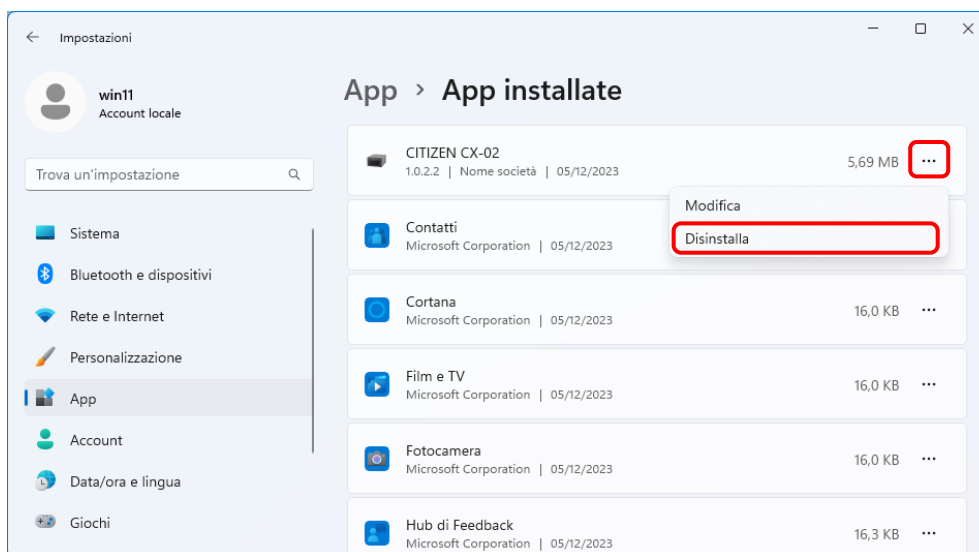 Impostazioni
win11
Account locale
Trova un'impostazione
Sistema
Bluetooth e dispositivi
Rete e Internet
Personalizzazione
App
Account
Data/ora e lingua
Giochi
App > App installate
CITIZEN CX-02
1.0.2.2 | Nome società | 05/12/2023
5,69 MB
Modifica
Disinstalla
Contatti
Microsoft Corporation | 05/12/2023
Cortana
Microsoft Corporation | 05/12/2023
16,0 KB
Film e TV
Microsoft Corporation | 05/12/2023
16,0 KB
Fotocamera
Microsoft Corporation | 05/12/2023
16,0 KB
Hub di Feedback
Microsoft Corporation | 05/12/2023
16,3 KB